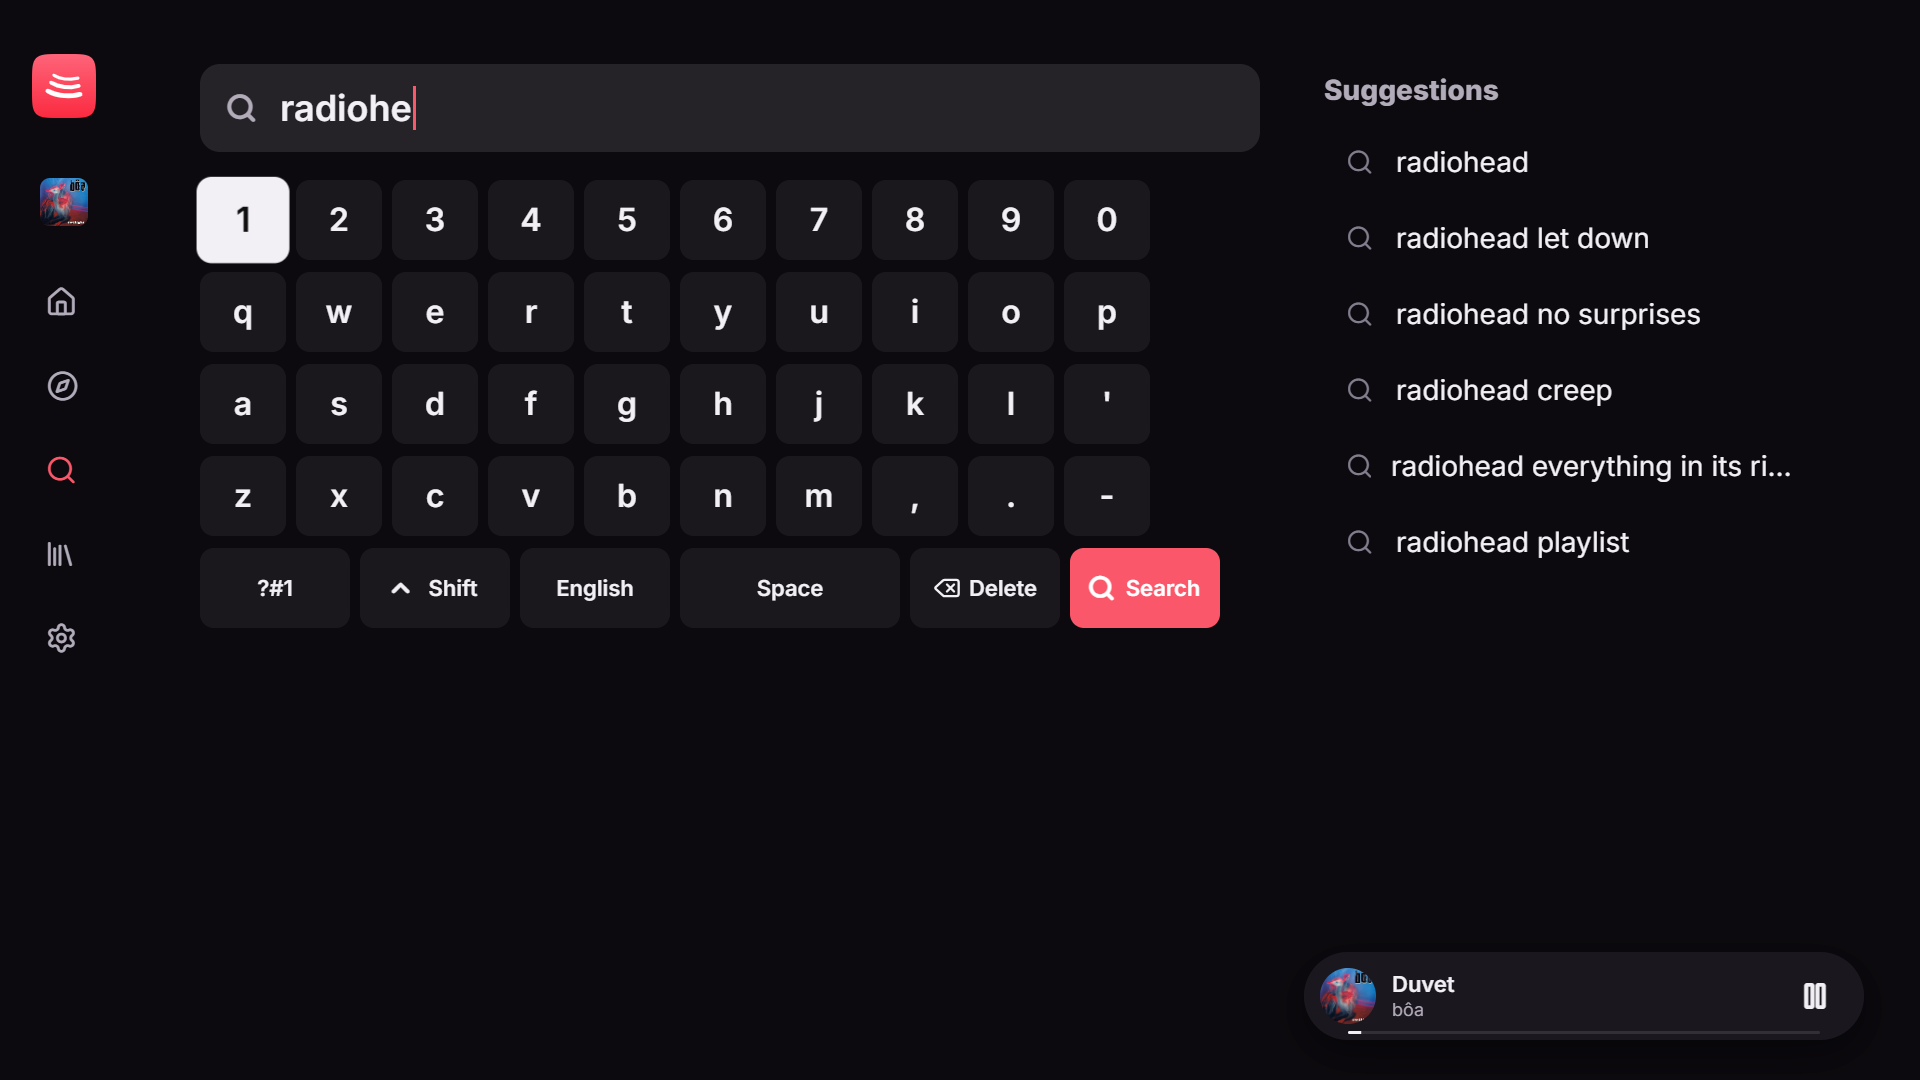 radiohe
1 2 3 4 5 6 7 8 9 0
q w e r t y u i o p
a s d f g h j k l '
z x c v b n m , . -
?#1 Shift English Space Delete Search
Suggestions
radiohead
radiohead let down
radiohead no surprises
radiohead creep
radiohead everything in its ri...
radiohead playlist
Duvet
bôa